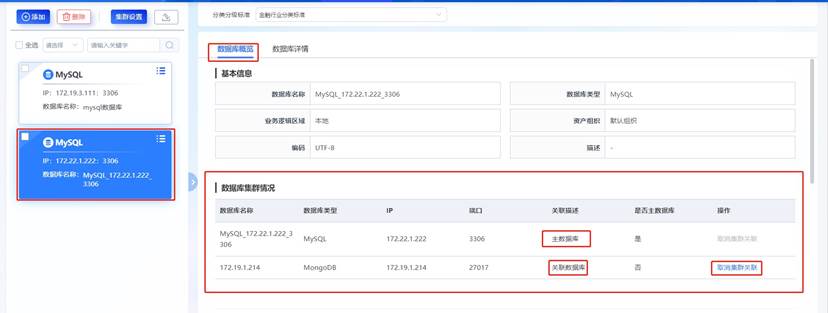 添加 删除 集群设置
全选 请选择 请输入关键字
MySQL
IP：172.19.3.111：3306
数据库名称：mysql数据库
MySQL
IP：172.22.1.222：3306
数据库名称：MySQL_172.22.1.222_
3306
分类分级标准 金融行业分类标准
数据库概览 数据库详情
基本信息
数据库名称 MySQL_172.22.1.222_3306 数据库类型 MySQL
业务逻辑区域 本地 资产组织 默认组织
编码 UTF-8 描述 -
数据库集群情况
数据库名称 数据库类型 IP 端口 关联描述 是否主数据库 操作
MySQL_172.22.1.222_3
306 MySQL 172.22.1.222 3306 主数据库 是 取消集群关联
172.19.1.214 MongoDB 172.19.1.214 27017 关联数据库 否 取消集群关联